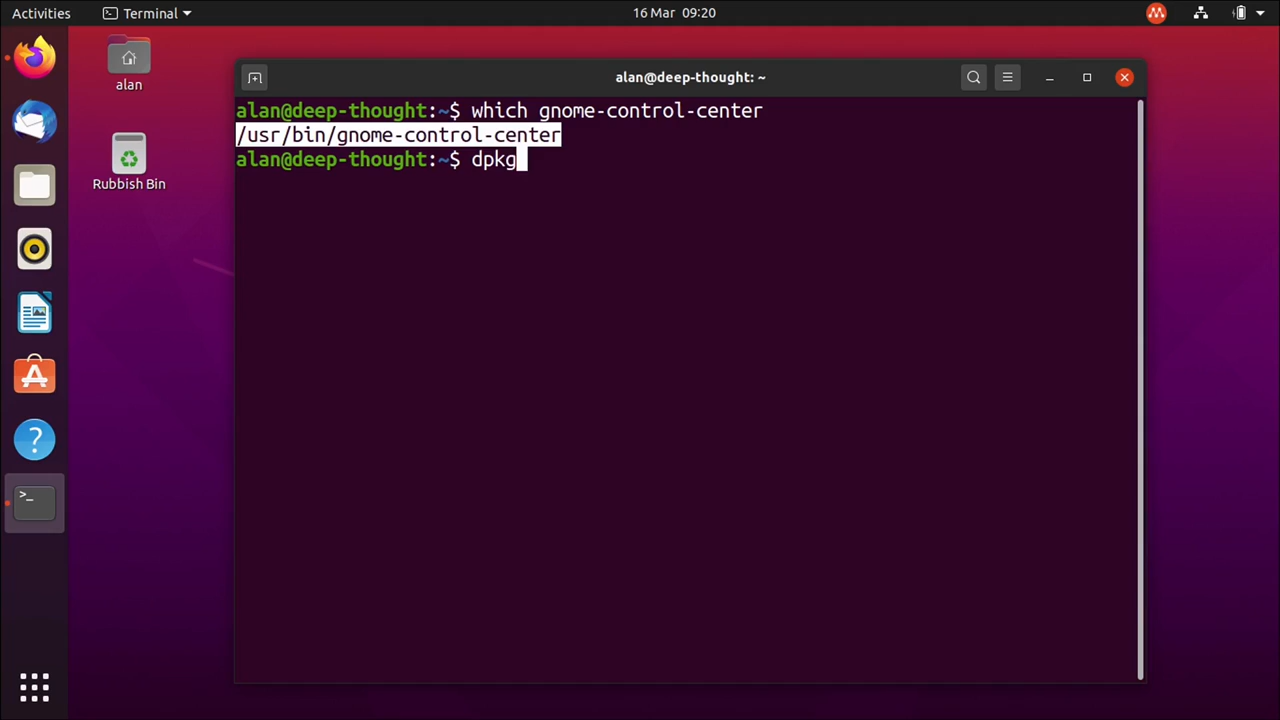 Activities
Terminal
16 Mar 09:20
alan
Rubbish Bin
alan@deep-thought: ~
alan@deep-thought:~$ which gnome-control-center
/usr/bin/gnome-control-center
alan@deep-thought:~$ dpkg